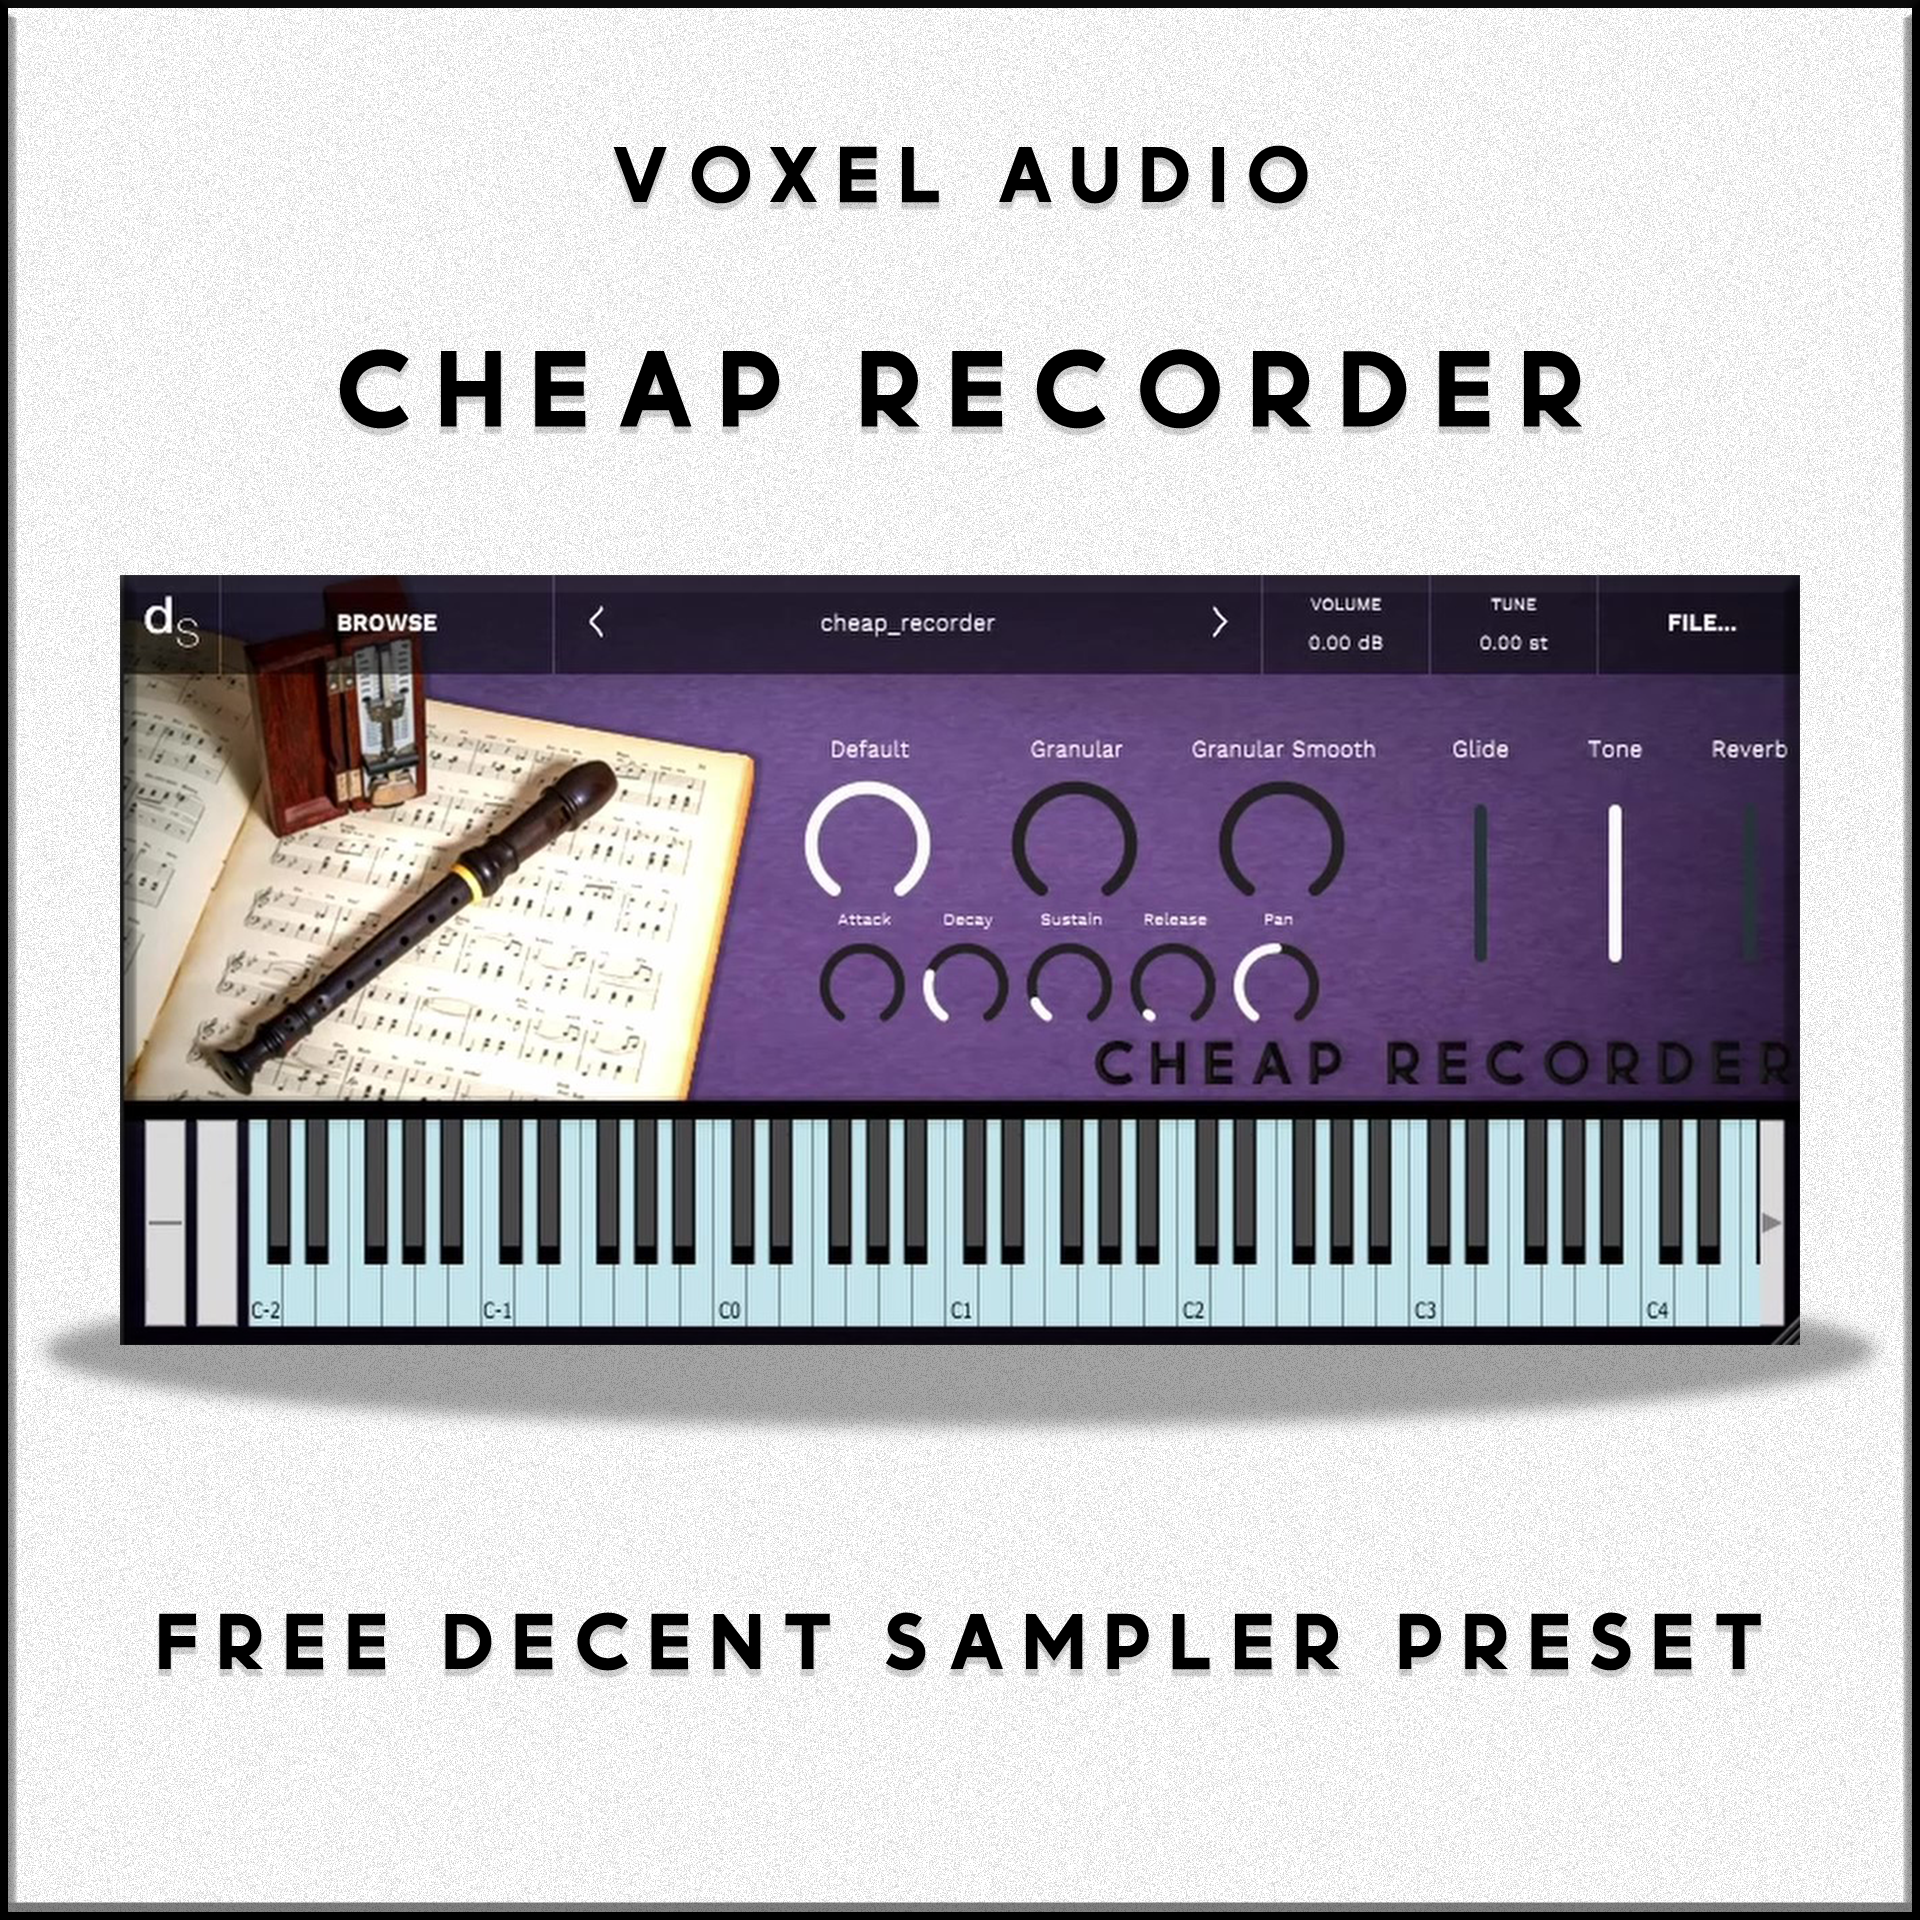 VOXEL AUDIO
CHEAP RECORDER
ds
BROWSE
cheap_recorder
VOLUME
0.00 dB
TUNE
0.00 st
FILE...
Default
Granular
Granular Smooth
Glide
Tone
Reverb
Attack
Decay
Sustain
Release
Pan
CHEAP RECORDER
C-2
C-1
C0
C1
C2
C3
C4
FREE DECENT SAMPLER PRESET